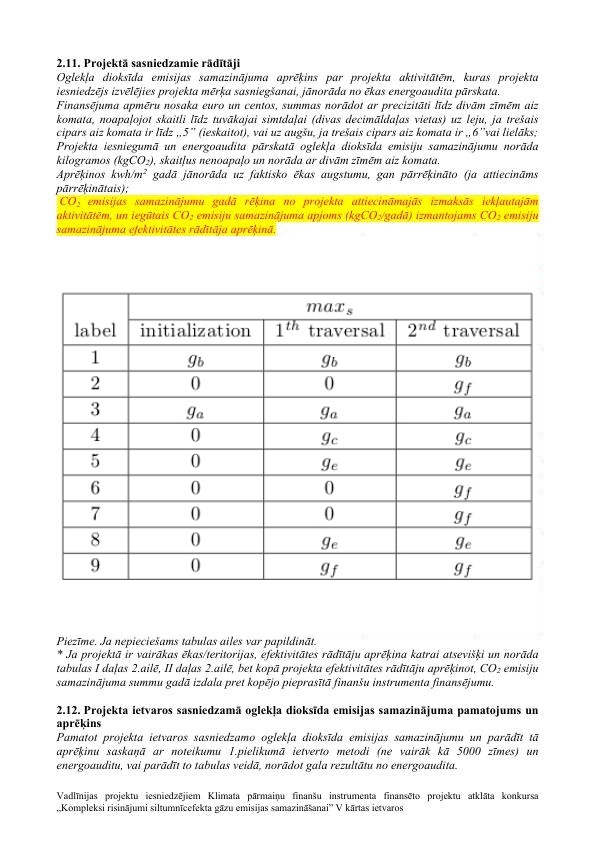 2.11. Projektā sasniedzamie rādītāji
Oglekļa dioksīda emisijas samazinājuma aprēķins par projekta aktivitātēm, kuras projekta
iesniedzējs izvēlējies projekta mērķa sasniegšanai, jānorāda no ēkas energoaudita pārskata.
Finansējuma apmēru nosaka euro un centos, summas norādot ar precizitāti līdz divām zīmēm aiz
komata, noapaļojot skaitli līdz tuvākajai simtdaļai (divas decimāldaļas vietas) uz leju, ja trešais
cipars aiz komata ir līdz „5” (ieskaitot), vai uz augšu, ja trešais cipars aiz komata ir „6”vai lielāks;
Projekta iesniegumā un energoaudita pārskatā oglekļa dioksīda emisiju samazinājumu norāda
kilogramos (kgCO2), skaitļus nenoapaļo un norāda ar divām zīmēm aiz komata.
Aprēķinos kwh/m² gadā jānorāda uz faktisko ēkas augstumu, gan pārrēķināto (ja attiecināms
pārrēķinātais);
CO2 emisijas samazinājumu gadā rēķina no projekta attiecināmajās izmaksās iekļautajām
aktivitātēm, un iegūtais CO2 emisiju samazinājuma apjoms (kgCO2/gadā) izmantojams CO2 emisiju
samazinājuma efektivitātes rādītāja aprēķinā.
max_s
label initialization 1^th traversal 2^nd traversal
1 g_b g_b g_b
2 0 0 g_f
3 g_a g_a g_a
4 0 g_c g_c
5 0 g_e g_e
6 0 0 g_f
7 0 0 g_f
8 0 g_e g_e
9 0 g_f g_f
Piezīme. Ja nepieciešams tabulas ailes var papildināt.
* Ja projektā ir vairākas ēkas/teritorijas, efektivitātes rādītāju aprēķina katrai atsevišķi un norāda
tabulas I daļas 2.ailē, II daļas 2.ailē, bet kopā projekta efektivitātes rādītāju aprēķinot, CO2 emisiju
samazinājuma summu gadā izdala pret kopējo pieprasītā finanšu instrumenta finansējumu.
2.12. Projekta ietvaros sasniedzamā oglekļa dioksīda emisijas samazinājuma pamatojums un
aprēķins
Pamatot projekta ietvaros sasniedzamo oglekļa dioksīda emisijas samazinājumu un parādīt tā
aprēķinu saskaņā ar noteikumu 1.pielikumā ietverto metodi (ne vairāk kā 5000 zīmes) un
energoauditu, vai parādīt to tabulas veidā, norādot gala rezultātu no energoaudita.
Vadlīnijas projektu iesniedzējiem Klimata pārmaiņu finanšu instrumenta finansēto projektu atklāta konkursa
„Kompleksi risinājumi siltumnīcefekta gāzu emisijas samazināšanai” V kārtas ietvaros